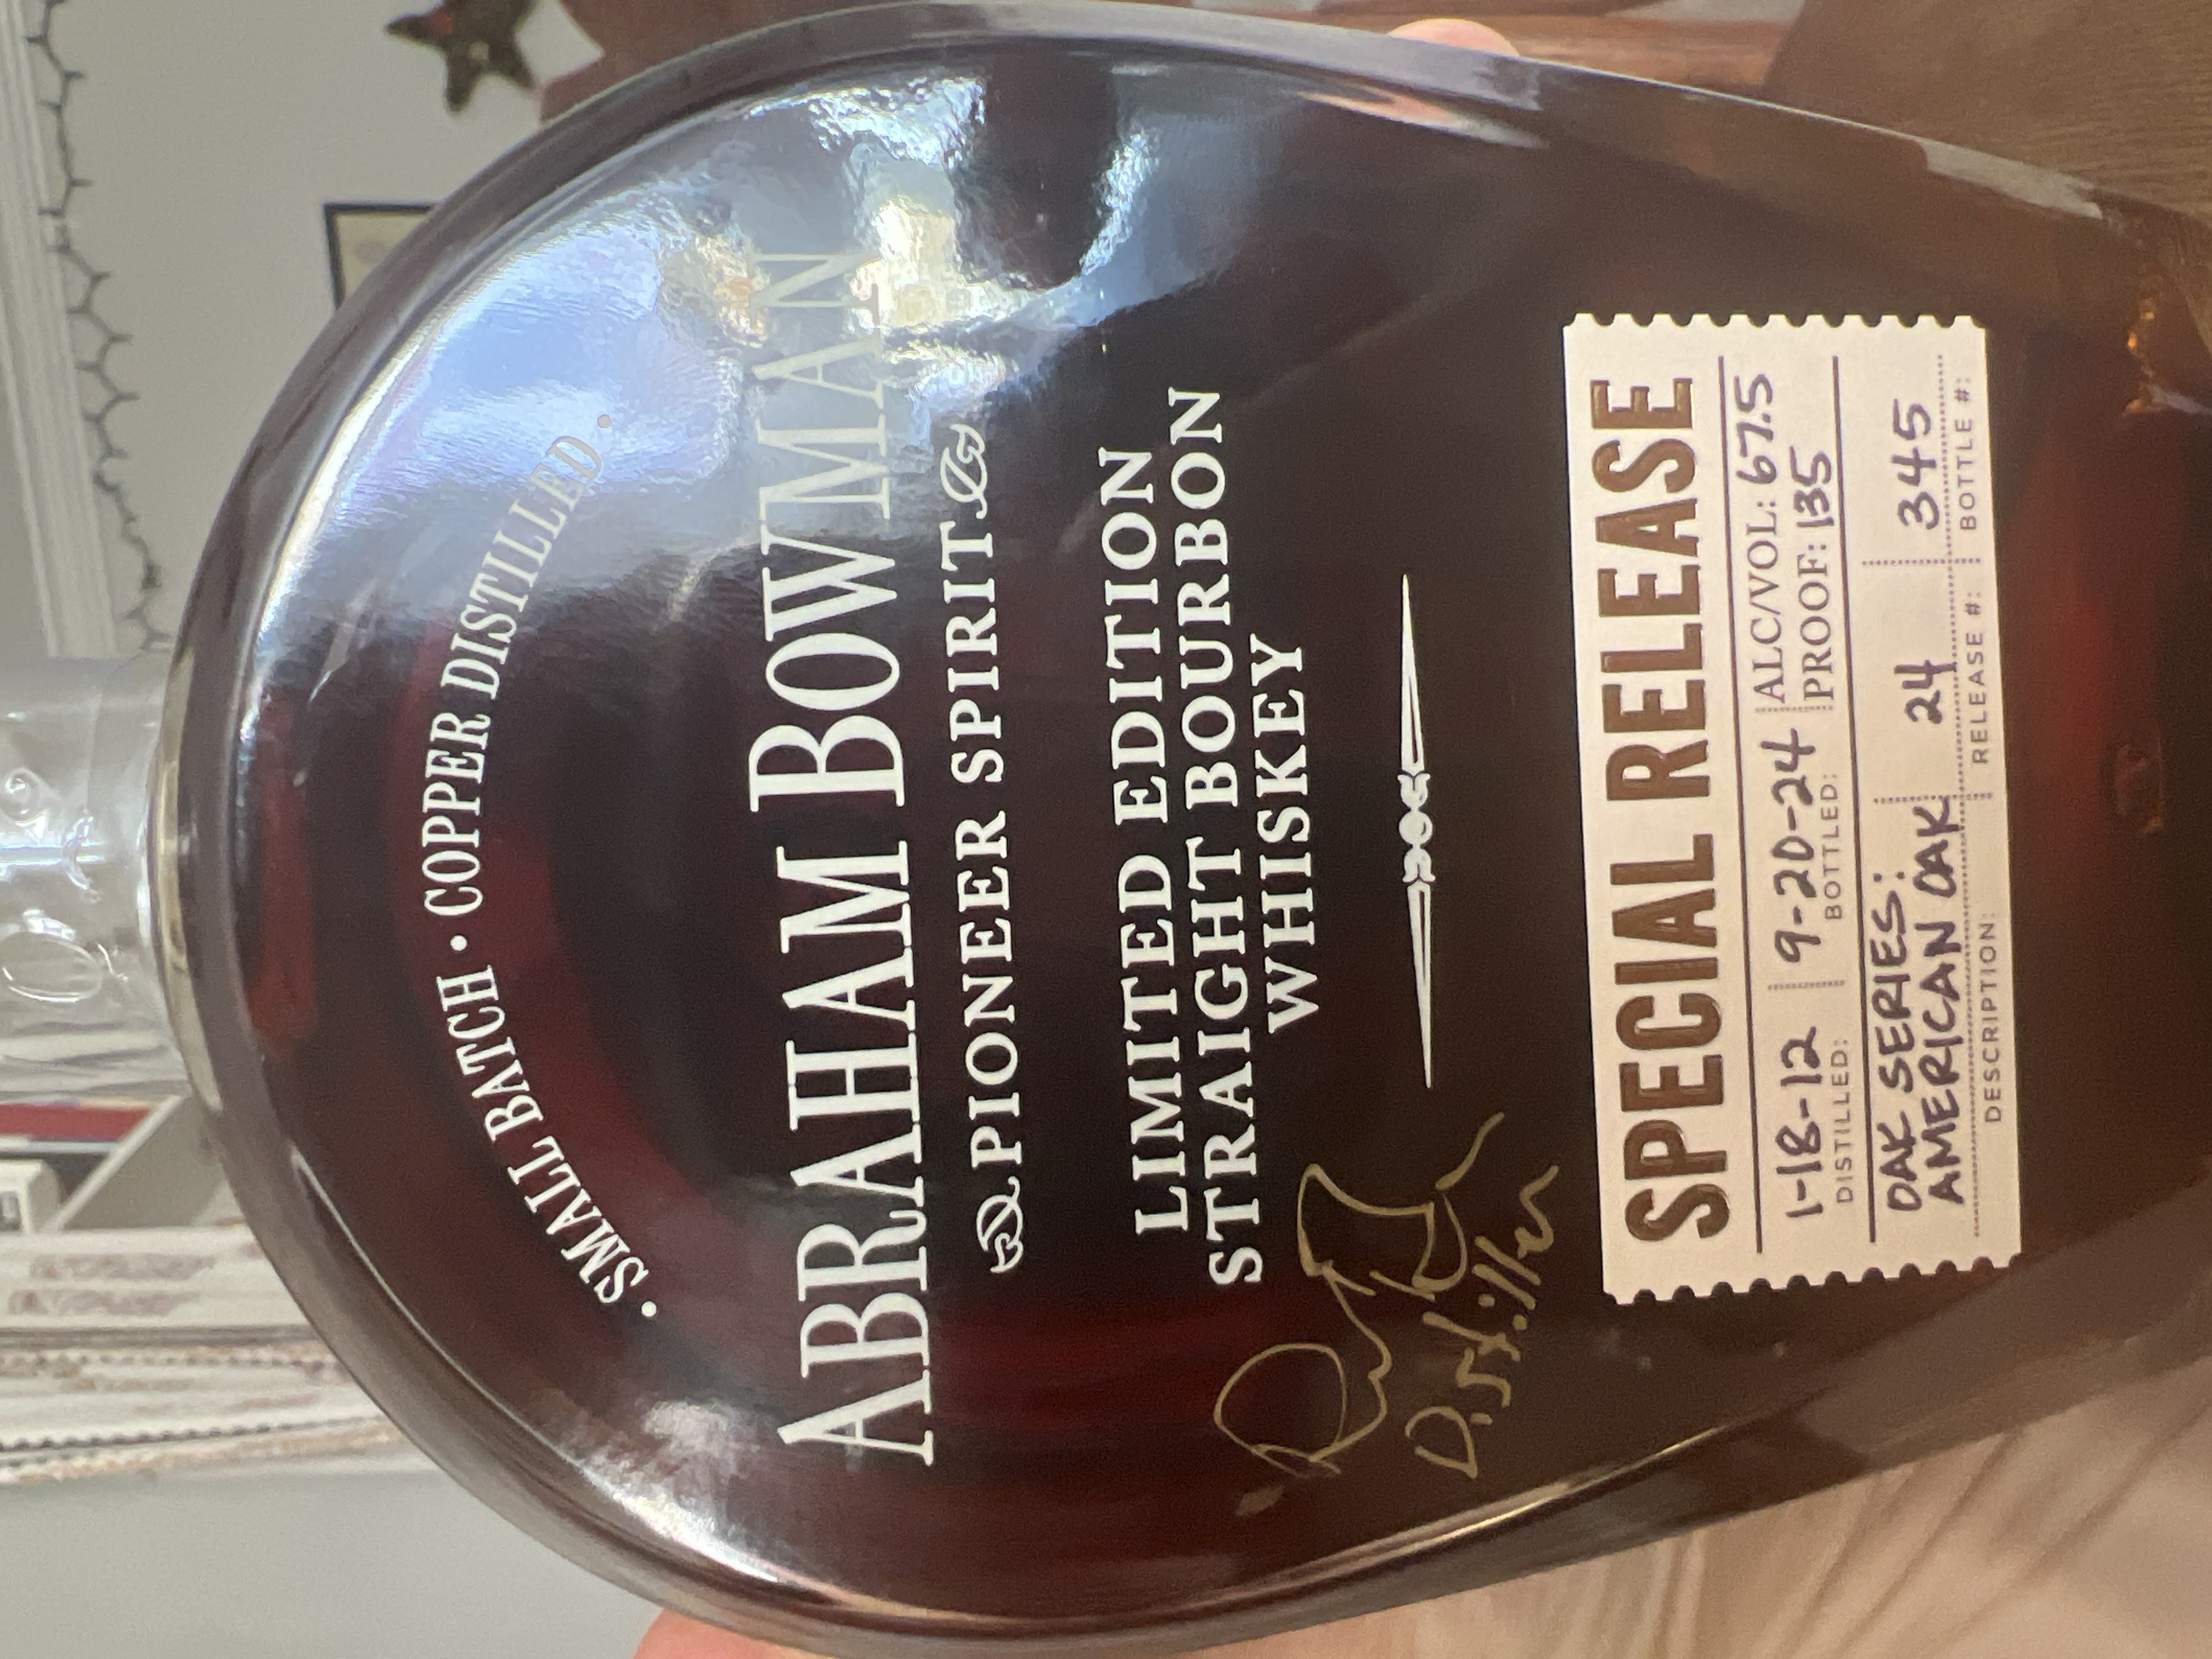 · SMALL BATCH · COPPER DISTILLED ·
ABRAHAM BOWMAN
PIONEER SPIRIT
LIMITED EDITION
STRAIGHT BOURBON
WHISKEY
Distiller
SPECIAL RELEASE
1-18-12 9-20-24 ALC/VOL: 67.5
DISTILLED: BOTTLED: PROOF: 135
OAK SERIES:
AMERICAN OAK 24 345
DESCRIPTION: RELEASE #: BOTTLE #: